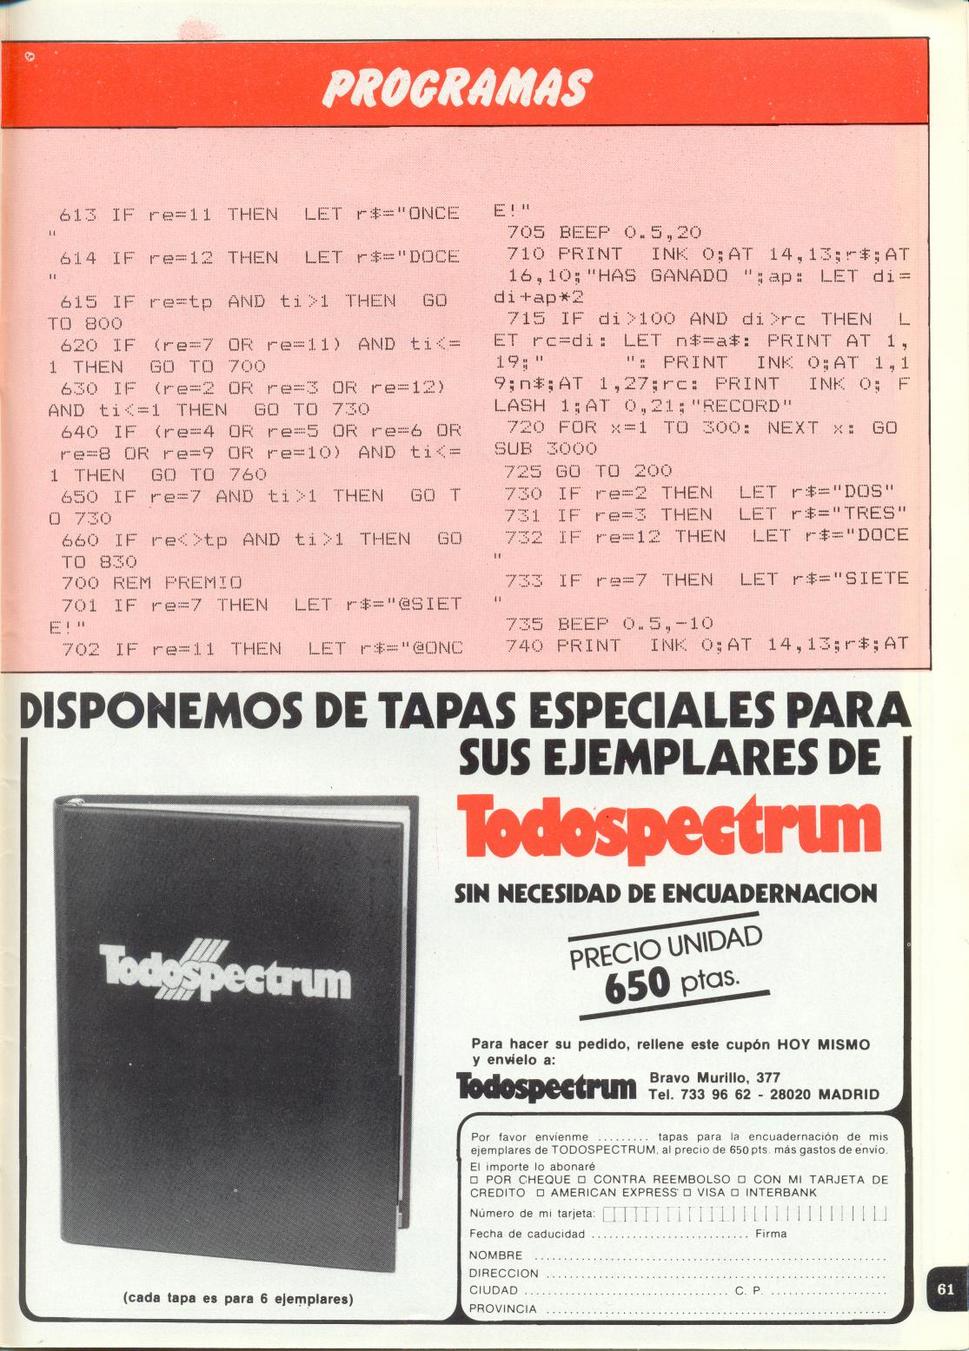 PROGRAMAS
613 IF re=11 THEN  LET r$="ONCE
"
614 IF re=12 THEN  LET r$="DOCE
"
615 IF re=tp AND ti>1 THEN  GO
TO 800
620 IF (re=7 OR re=11) AND ti<=
1 THEN  GO TO 700
630 IF (re=2 OR re=3 OR re=12)
AND ti<=1 THEN  GO TO 730
640 IF (re=4 OR re=5 OR re=6 OR
re=8 OR re=9 OR re=10) AND ti<=
1 THEN  GO TO 760
650 IF re=7 AND ti>1 THEN  GO T
O 730
660 IF re<>tp AND ti>1 THEN  GO
TO 830
700 REM PREMIO
701 IF re=7 THEN  LET r$="@SIET
E!"
702 IF re=11 THEN  LET r$="@ONC
E!"
705 BEEP 0.5,20
710 PRINT  INK 0;AT 14,13;r$;AT
16,10;"HAS GANADO ";ap: LET di=
di+ap*2
715 IF di>100 AND di>rc THEN  L
ET rc=di: LET n$=a$: PRINT AT 1,
19;"       ": PRINT  INK 0;AT 1,1
9;n$;AT 1,27;rc: PRINT  INK 0; F
LASH 1;AT 0,21;"RECORD"
720 FOR x=1 TO 300: NEXT x: GO
SUB 3000
725 GO TO 200
730 IF re=2 THEN  LET r$="DOS"
731 IF re=3 THEN  LET r$="TRES"
732 IF re=12 THEN  LET r$="DOCE
"
733 IF re=7 THEN  LET r$="SIETE
"
735 BEEP 0.5,-10
740 PRINT  INK 0;AT 14,13;r$;AT
DISPONEMOS DE TAPAS ESPECIALES PARA
SUS EJEMPLARES DE
Todospectrum
SIN NECESIDAD DE ENCUADERNACION
PRECIO UNIDAD
650 ptas.
Todospectrum
(cada tapa es para 6 ejemplares)
Para hacer su pedido, rellene este cupón HOY MISMO
y envíelo a:
Todospectrum
Bravo Murillo, 377
Tel. 733 96 62 - 28020 MADRID
Por favor envíenme ......... tapas para la encuadernación de mis
ejemplares de TODOSPECTRUM, al precio de 650 pts. más gastos de envío.
El importe lo abonaré
□ POR CHEQUE □ CONTRA REEMBOLSO □ CON MI TARJETA DE
CREDITO □ AMERICAN EXPRESS □ VISA □ INTERBANK
Número de mi tarjeta:
Fecha de caducidad ............................ Firma
NOMBRE
DIRECCION
CIUDAD ............................ C. P. ....................
PROVINCIA
61